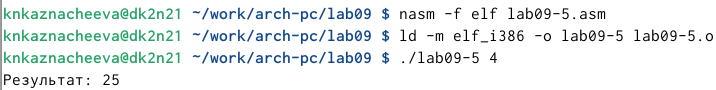 knkaznacheeva@dk2n21 ~/work/arch-pc/lab09 $ nasm -f elf lab09-5.asm
knkaznacheeva@dk2n21 ~/work/arch-pc/lab09 $ ld -m elf_i386 -o lab09-5 lab09-5.o
knkaznacheeva@dk2n21 ~/work/arch-pc/lab09 $ ./lab09-5 4
Результат: 25